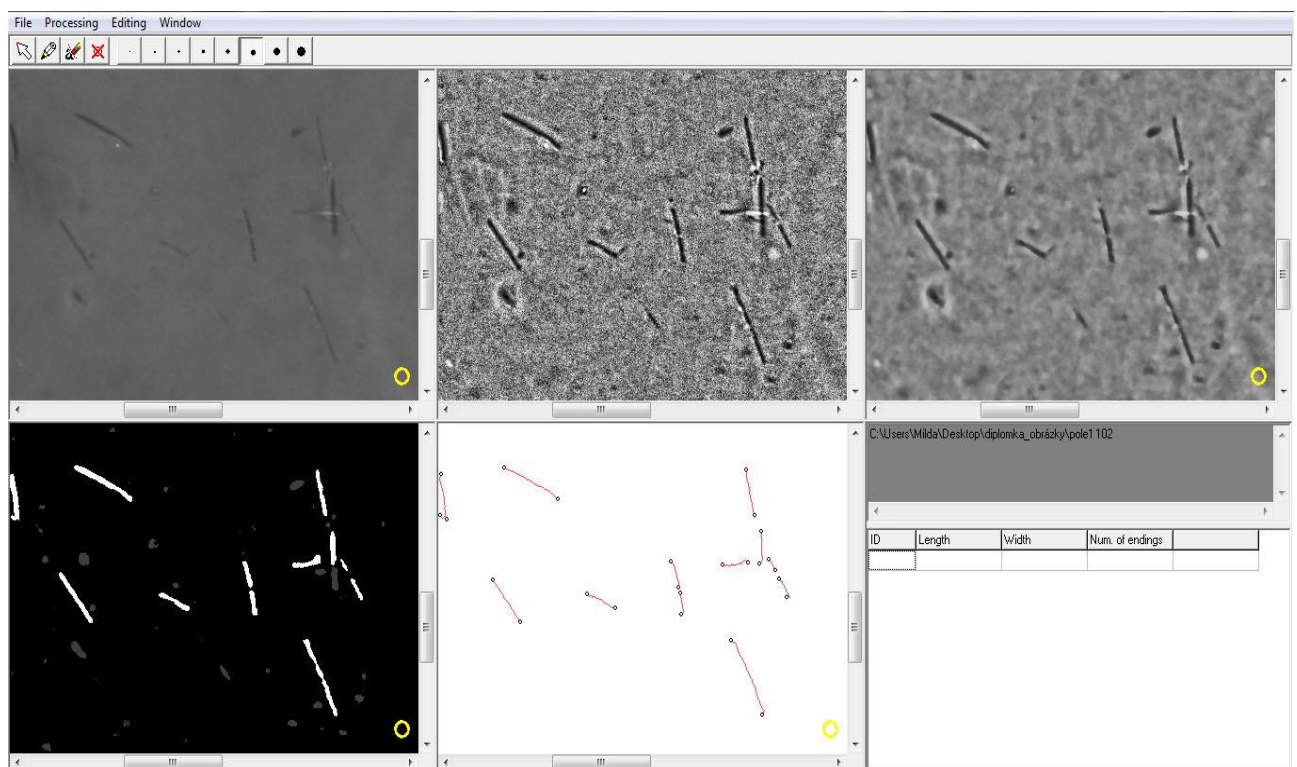 File Processing Editing Window
C:\Users\Milda\Desktop\diplomka_obrázky\pole1 102
ID Length Width Num. of endings